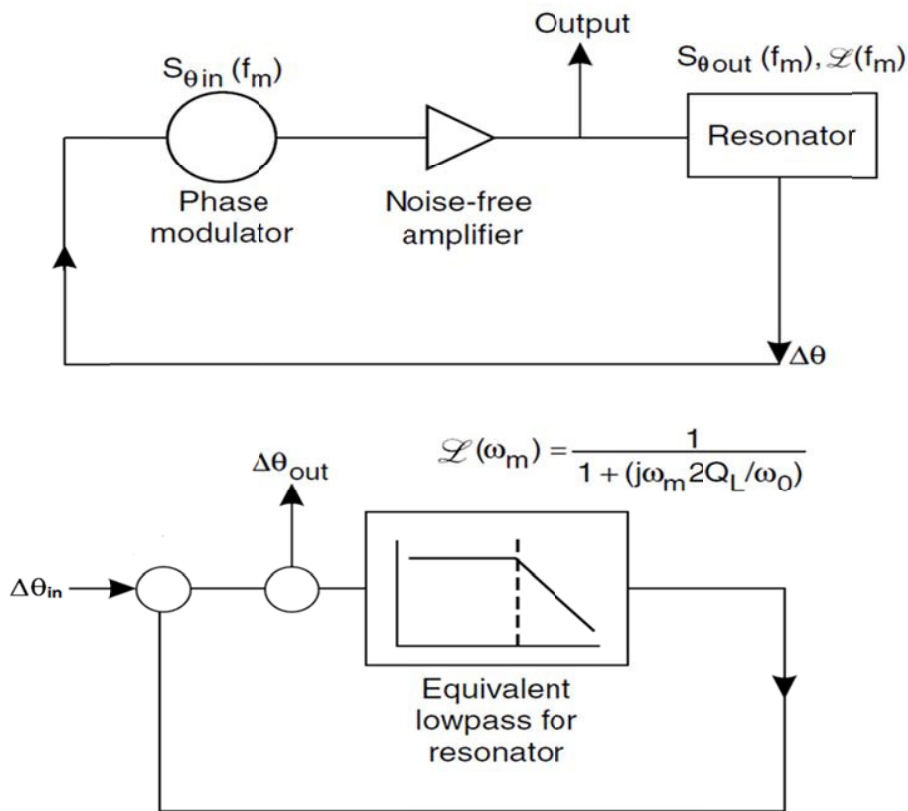 Output
S_θ in (f_m)
S_θ out (f_m), ℒ(f_m)
Resonator
Phase
modulator
Noise-free
amplifier
Δθ
ℒ(ω_m) = 1 / (1 + (jω_m 2Q_L/ω_0))
Δθ_out
Δθ_in
Equivalent
lowpass for
resonator